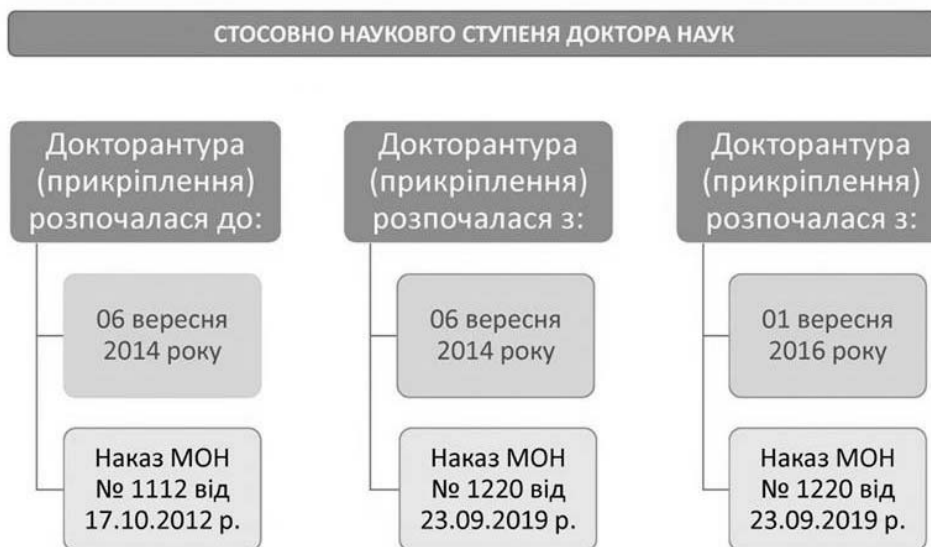 СТОСОВНО НАУКОВГО СТУПЕНЯ ДОКТОРА НАУК
Докторантура
(прикріплення)
розпочалася до:
06 вересня
2014 року
Наказ МОН
№ 1112 від
17.10.2012 р.
Докторантура
(прикріплення)
розпочалася з:
06 вересня
2014 року
Наказ МОН
№ 1220 від
23.09.2019 р.
Докторантура
(прикріплення)
розпочалася з:
01 вересня
2016 року
Наказ МОН
№ 1220 від
23.09.2019 р.